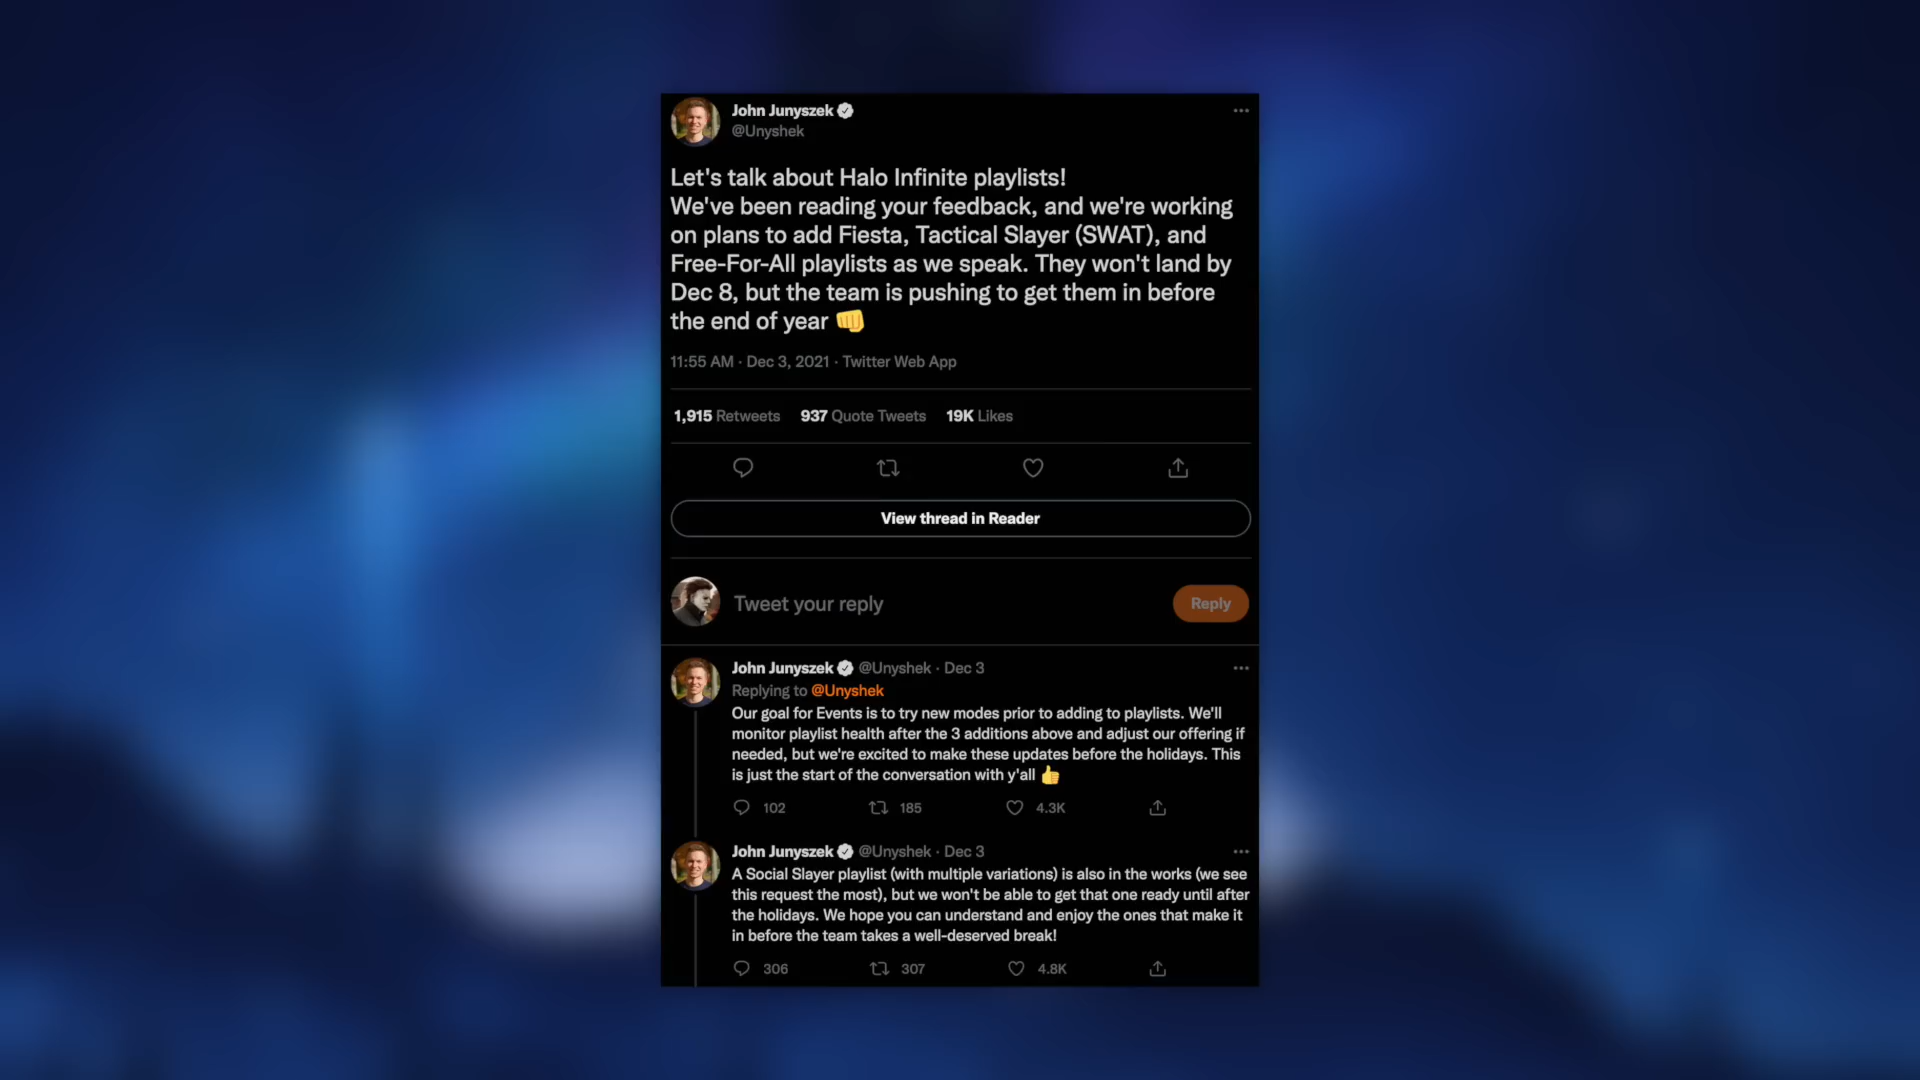 John Junyszek
@Unyshek
Let's talk about Halo Infinite playlists!
We've been reading your feedback, and we're working
on plans to add Fiesta, Tactical Slayer (SWAT), and
Free-For-All playlists as we speak. They won't land by
Dec 8, but the team is pushing to get them in before
the end of year 👊
11:55 AM · Dec 3, 2021 · Twitter Web App
1,915 Retweets 937 Quote Tweets 19K Likes
View thread in Reader
Tweet your reply
Reply
John Junyszek @Unyshek · Dec 3
Replying to @Unyshek
Our goal for Events is to try new modes prior to adding to playlists. We'll
monitor playlist health after the 3 additions above and adjust our offering if
needed, but we're excited to make these updates before the holidays. This
is just the start of the conversation with y'all 👍
102 185 4.3K
John Junyszek @Unyshek · Dec 3
A Social Slayer playlist (with multiple variations) is also in the works (we see
this request the most), but we won't be able to get that one ready until after
the holidays. We hope you can understand and enjoy the ones that make it
in before the team takes a well-deserved break!
306 307 4.8K